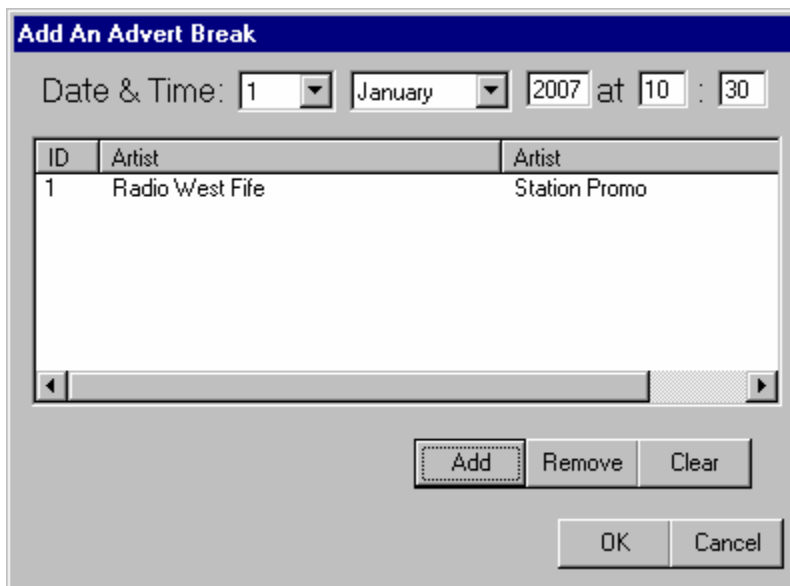 Add An Advert Break
Date & Time: 1 January 2007 at 10 : 30
ID Artist Artist
1 Radio West Fife Station Promo
Add Remove Clear
OK Cancel